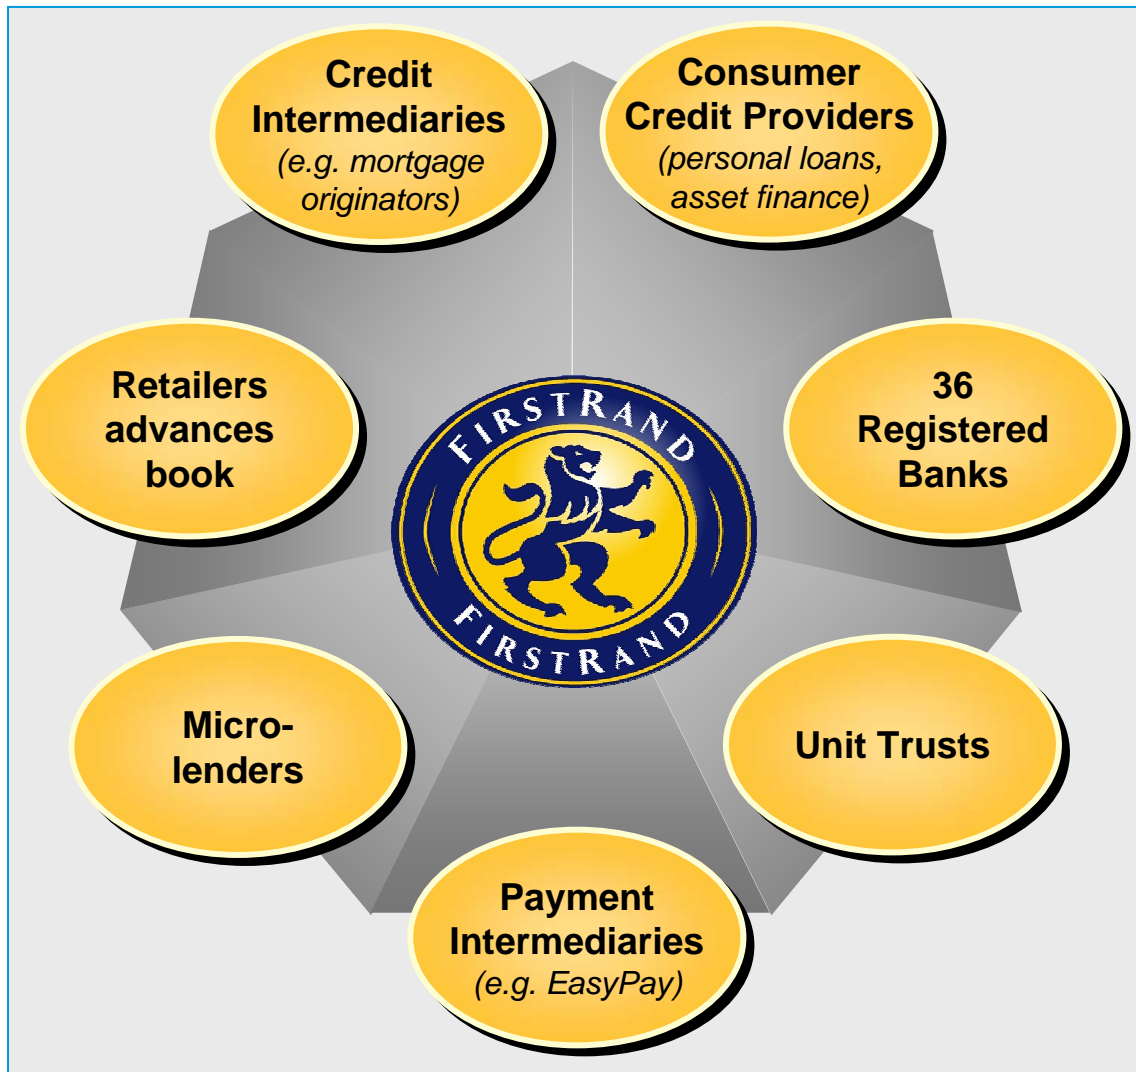 Credit
Intermediaries
(e.g. mortgage
originators)
Consumer
Credit Providers
(personal loans,
asset finance)
Retailers
advances
book
36
Registered
Banks
FIRSTRAND
FIRSTRAND
Micro-
lenders
Unit Trusts
Payment
Intermediaries
(e.g. EasyPay)